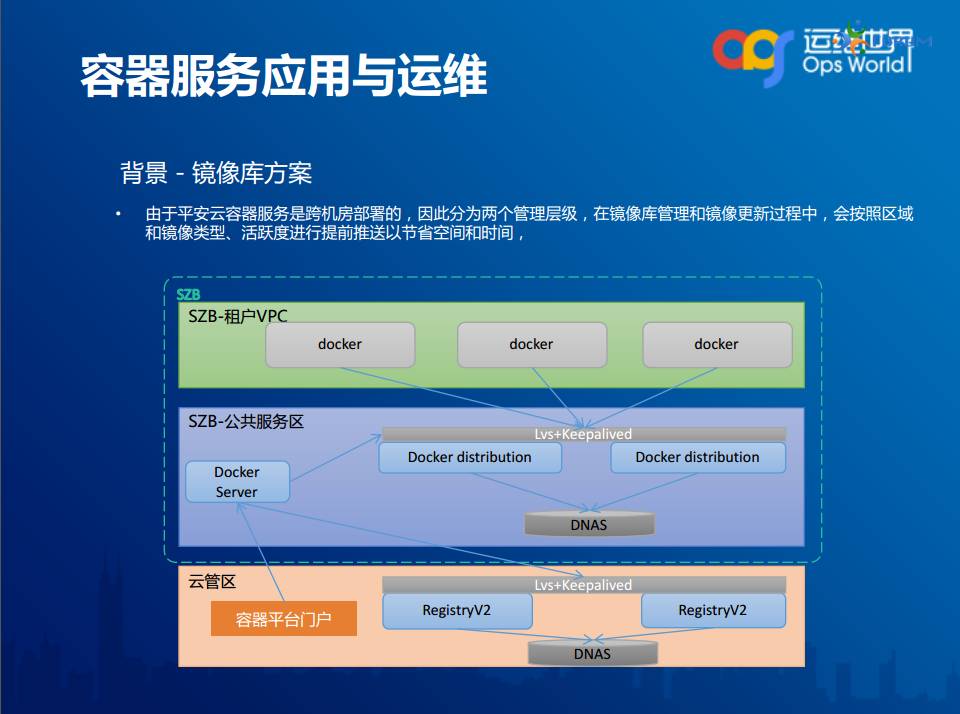 运维世界
Ops World
容器服务应用与运维
背景 - 镜像库方案
• 由于平安云容器服务是跨机房部署的，因此分为两个管理层级，在镜像库管理和镜像更新过程中，会按照区域
和镜像类型、活跃度进行提前推送以节省空间和时间，
SZB
SZB-租户VPC
docker
docker
docker
SZB-公共服务区
Lvs+Keepalived
Docker distribution
Docker distribution
Docker
Server
DNAS
云管区
Lvs+Keepalived
RegistryV2
RegistryV2
容器平台门户
DNAS